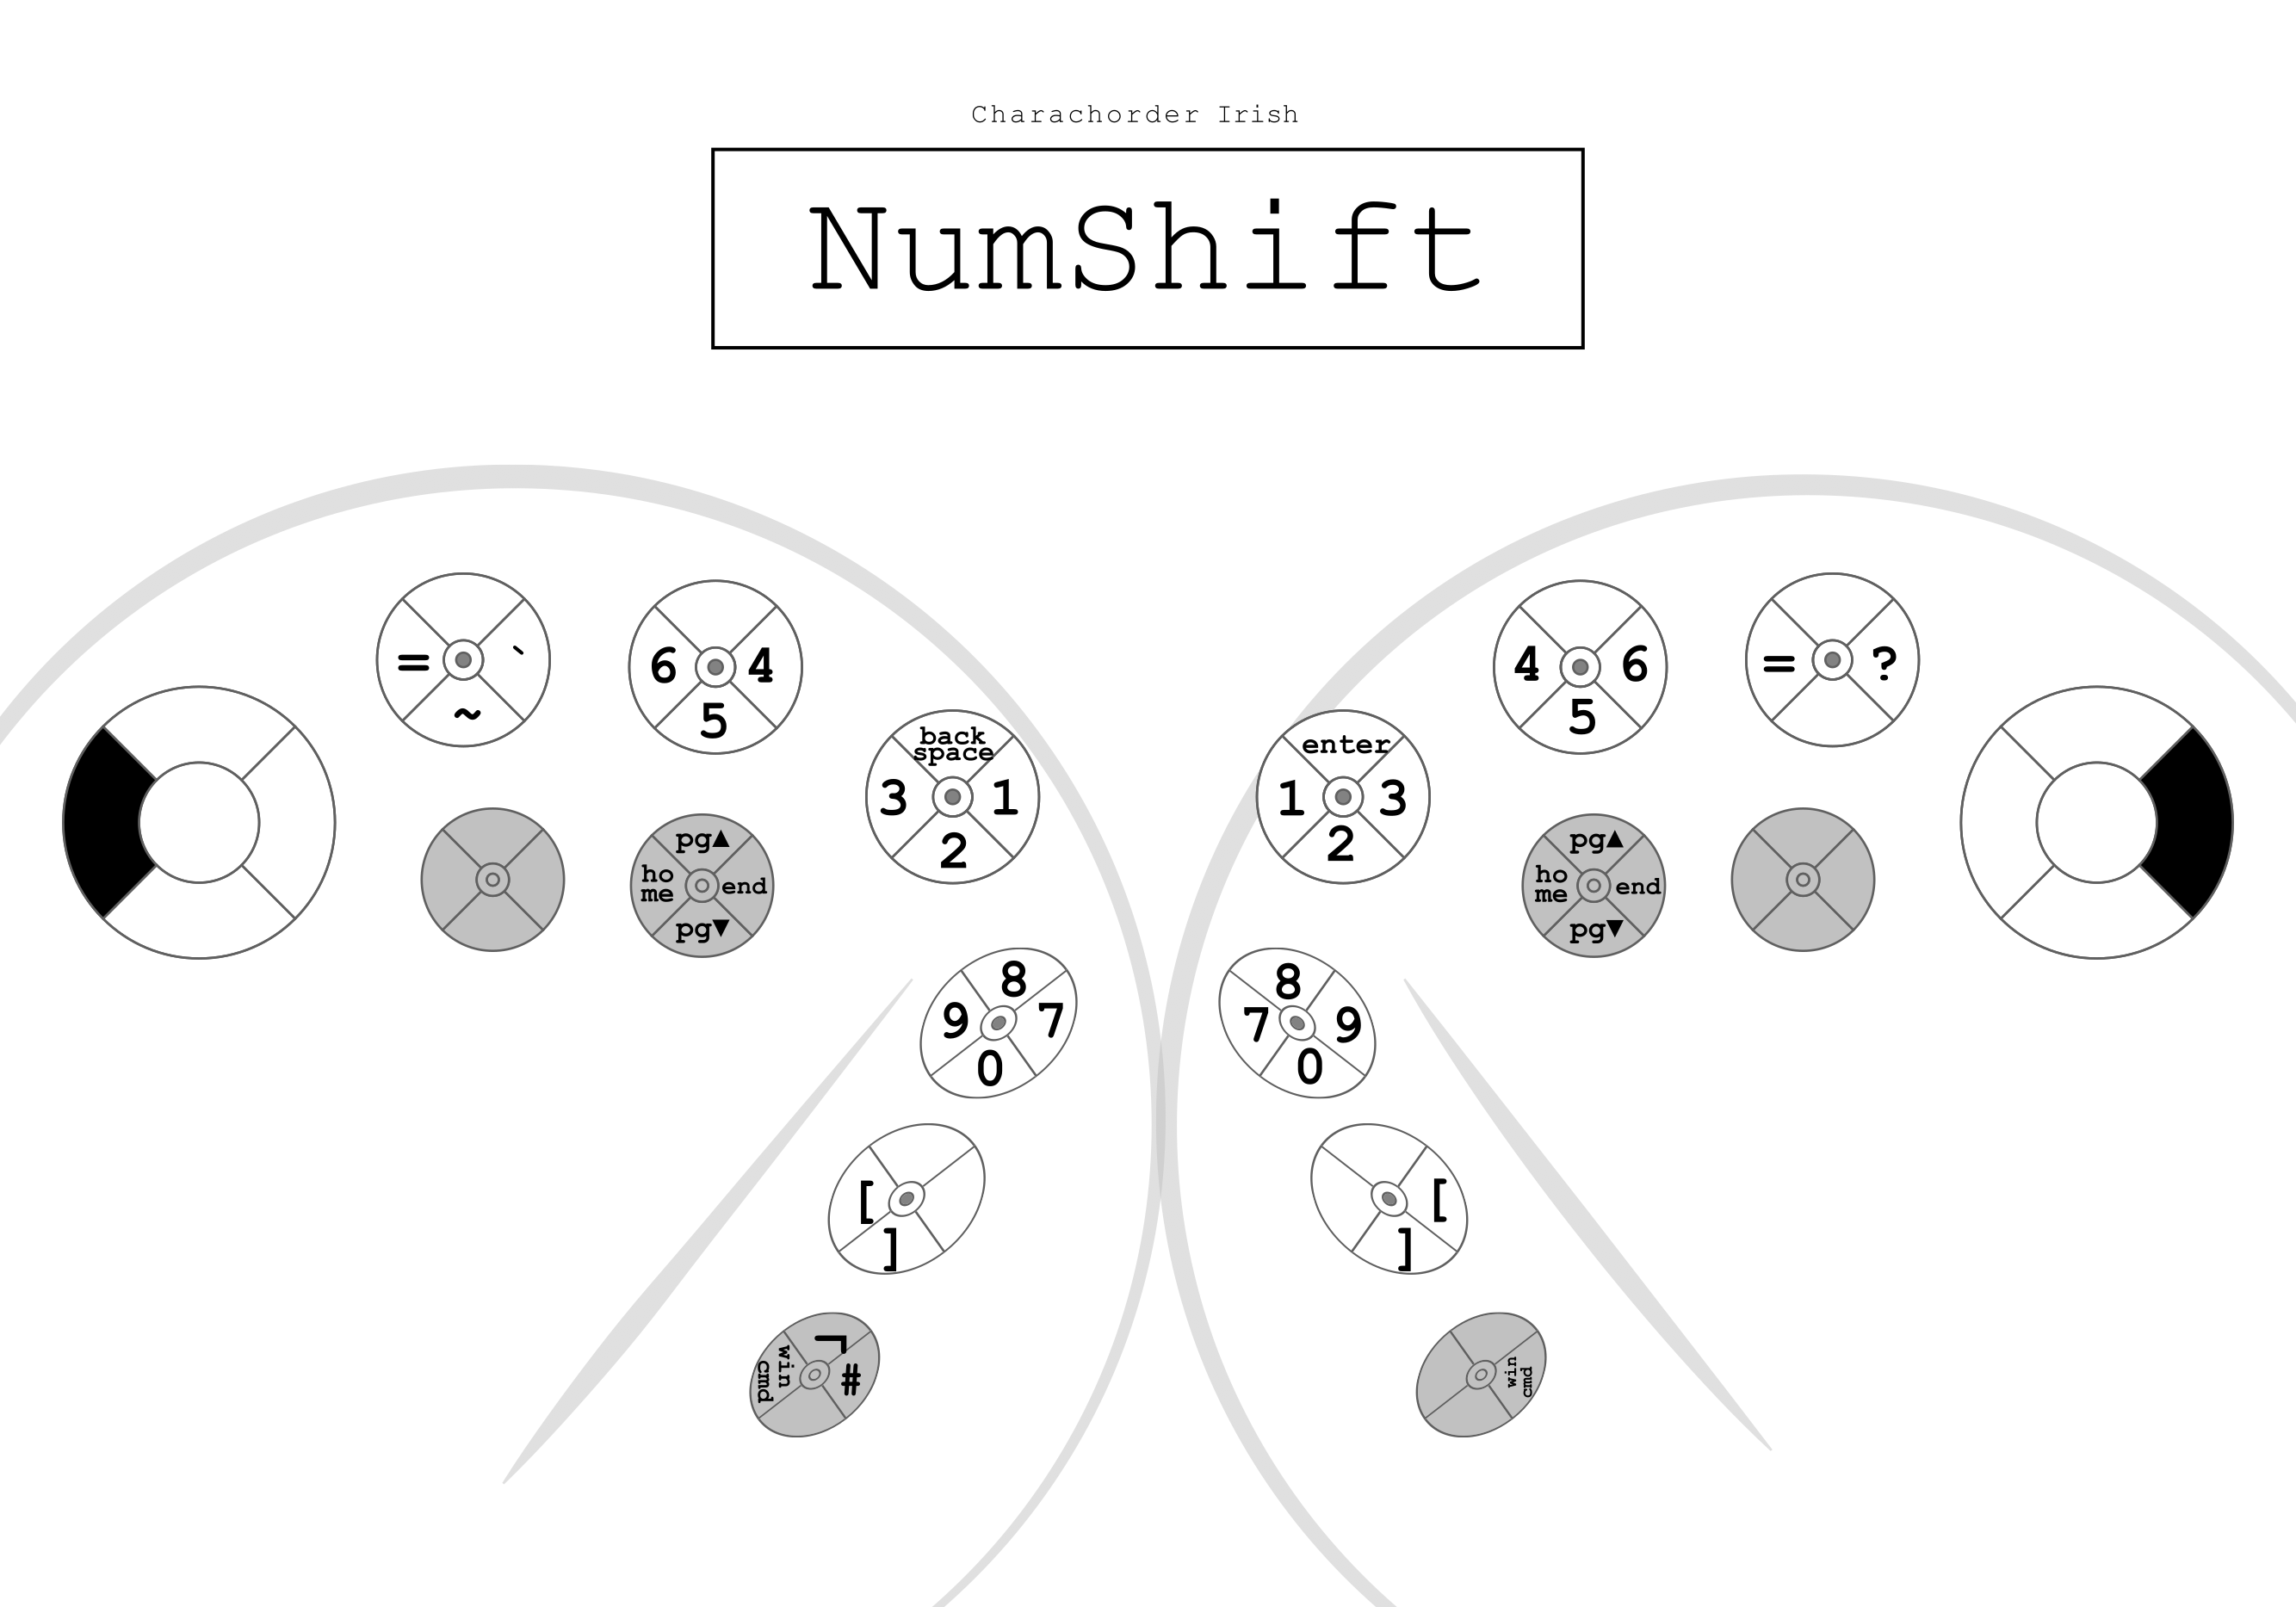 Charachorder Irish
NumShift
= ` ~
6 4 5
4 6 5
= ?
back
space
3 1
2
enter
1 3
2
pg▲
ho
me end
pg▼
pg▲
ho
me end
pg▼
8
9 7
0
8
7 9
0
[
]
[
]
¬
win
cmd #
win
cmd